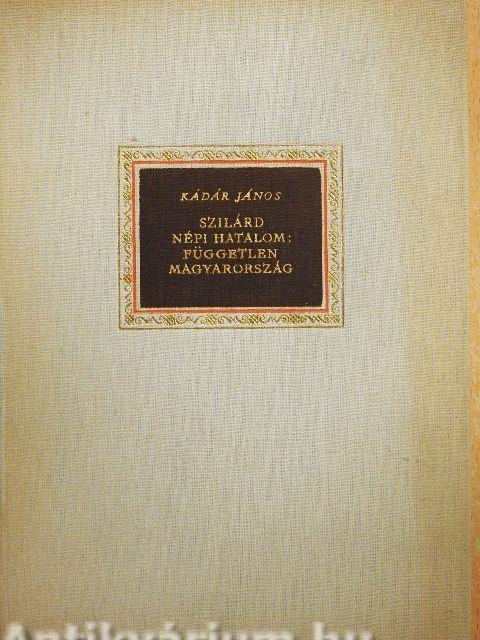 KÁDÁR JÁNOS
SZILÁRD
NÉPI HATALOM:
FÜGGETLEN
MAGYARORSZÁG
Antikvárium.hu